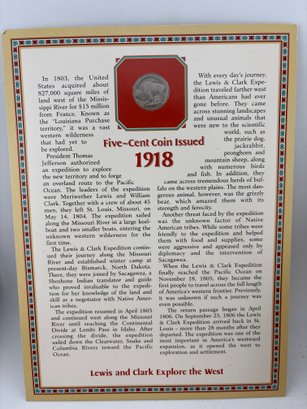 In 1803, the United
States acquired about
827,000 square miles of
land west of the Missis-
sippi River for $15 million
from France. Known as
the "Louisiana Purchase
territory," it was a vast
western wilderness
that had yet to
be explored.
President Thomas
Jefferson authorized
an expedition to explore
the new territory and to forge
an overland route to the Pacific
Ocean. The leaders of the expedition
were Meriwether Lewis and William
Clark. Together with a crew of about 45
men, they left St. Louis, Missouri, on
May 14, 1804. The expedition sailed
along the Missouri River in a large keel-
boat and two smaller boats, entering the
unknown western wilderness for the
first time.
The Lewis & Clark Expedition contin-
ued their journey along the Missouri
River and established winter camp at
present-day Bismarck, North Dakota.
There, they were joined by Sacagawea, a
Shoshone Indian translator and guide
who proved invaluable to the expedi-
tion for her knowledge of the land and
skill as a negotiator with Native Amer-
ican tribes.
The expedition resumed in April 1805
and continued west along the Missouri
River until reaching the Continental
Divide at Lemhi Pass in Idaho. After
crossing the divide, the expedition
sailed down the Clearwater, Snake and
Columbia Rivers toward the Pacific
Ocean.
Five-Cent Coin Issued
1918
With every day's journey,
the Lewis & Clark Expe-
dition traveled farther west
than Americans had ever
gone before. They came
across stunning landscapes
and unusual animals that
were new to the scientific
world, such as
the prairie dog,
jackrabbit,
pronghorn and
mountain sheep, along
with numerous birds
and fish. In addition, they
came across tremendous herds of buf-
falo on the western plains. The most dan-
gerous animal, however, was the grizzly
bear, which amazed them with its
strength and ferocity.
Another threat faced by the expedition
was the unknown factor of Native
American tribes. While some tribes were
friendly to the expedition and helped
them with food and supplies, some
were aggressive and appeased only by
diplomacy and the intervention of
Sacagawea.
When the Lewis & Clark Expedition
finally reached the Pacific Ocean on
November 18, 1805, they became the
first people to travel across the full length
of America's western frontier. Previously,
it was unknown if such a journey was
even possible.
The return passage began in April
1806. On September 23, 1806 the Lewis
& Clark Expedition arrived back in St.
Louis – more than 28 months after they
departed. The expedition was one of the
most important in America's westward
expansion, as it opened the west to
exploration and settlement.
Lewis and Clark Explore the West